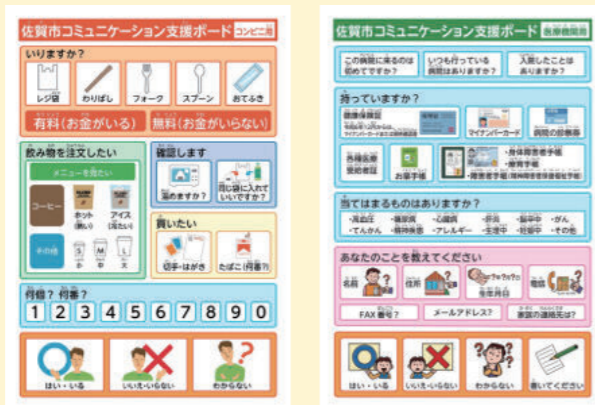 佐賀市コミュニケーション支援ボード コンビニ用
いりますか？
レジ袋 わりばし フォーク スプーン おてふき
有料(お金がいる) 無料(お金がいらない)
飲み物を注文したい
メニューを見たい
コーヒー
ホット (熱い)
アイス (冷たい)
その他
S M L
小 中 大
確認します
温めますか？
同じ袋に入れていいですか？
買いたい
切手・はがき
たばこ(何番?)
何個？何番？
1 2 3 4 5 6 7 8 9 0
はい・いる いいえ・いらない わからない
佐賀市コミュニケーション支援ボード 医療機関用
この病院に来るのは初めてですか？
いつも行っている病院はありますか？
入院したことはありますか？
持っていますか？
健康保険証
マイナンバーカード
病院の診察券
各種医療受給者証
お薬手帳
・身体障害者手帳
・療育手帳
当てはまるものはありますか？
・高血圧 ・糖尿病 ・心臓病 ・肝炎 ・脳卒中 ・がん
・てんかん ・精神疾患 ・アレルギー ・生理中 ・妊娠中 ・その他
あなたのことを教えてください
名前 住所 生年月日 電話
FAX番号？ メールアドレス？ 家族の連絡先は？
はい・いる いいえ・いらない わからない 書いてください